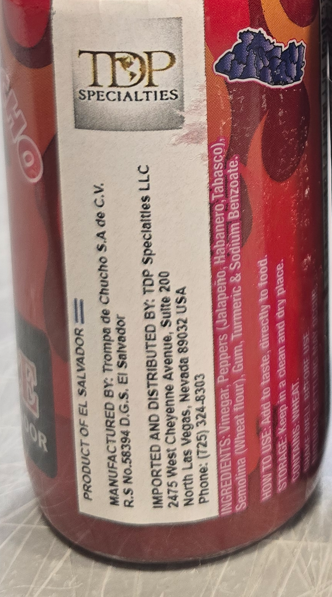 TDP
SPECIALTIES
PRODUCT OF EL SALVADOR
MANUFACTURED BY: Trompa de Chucho S.A de C.V.
R.S No.58394 D.G.S. El Salvador
IMPORTED AND DISTRIBUTED BY: TDP Specialties LLC
2475 West Cheyenne Avenue, Suite 200
North Las Vegas, Nevada 89032 USA
Phone: (725) 324-8303
INGREDIENTS: Vinegar, Peppers (Jalapeño, Habanero, Tabasco),
Semolina (Wheat flour), Gum, Turmeric & Sodium Benzoate.
HOW TO USE: Add to taste, directly to food.
STORAGE: Keep in a clean and dry place.
CONTAINS WHEAT.